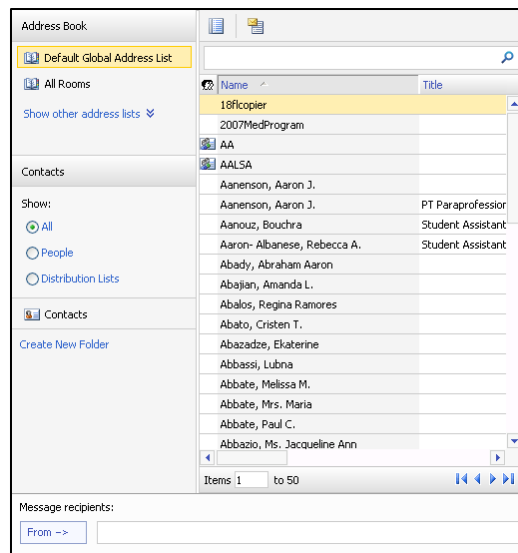 Address Book
Default Global Address List
All Rooms
Show other address lists
Contacts
Show:
All
People
Distribution Lists
Contacts
Create New Folder
Name Title
18flcopier
2007MedProgram
AA
AALSA
Aanenson, Aaron J.
Aanenson, Aaron J. PT Paraprofession
Aanouz, Bouchra Student Assistant
Aaron- Albanese, Rebecca A. Student Assistant
Abady, Abraham Aaron
Abajian, Amanda L.
Abalos, Regina Ramores
Abato, Cristen T.
Abazadze, Ekaterine
Abbassi, Lubna
Abbate, Melissa M.
Abbate, Mrs. Maria
Abbate, Paul C.
Abbazio, Ms. Jacqueline Ann
Items 1 to 50
Message recipients:
From ->